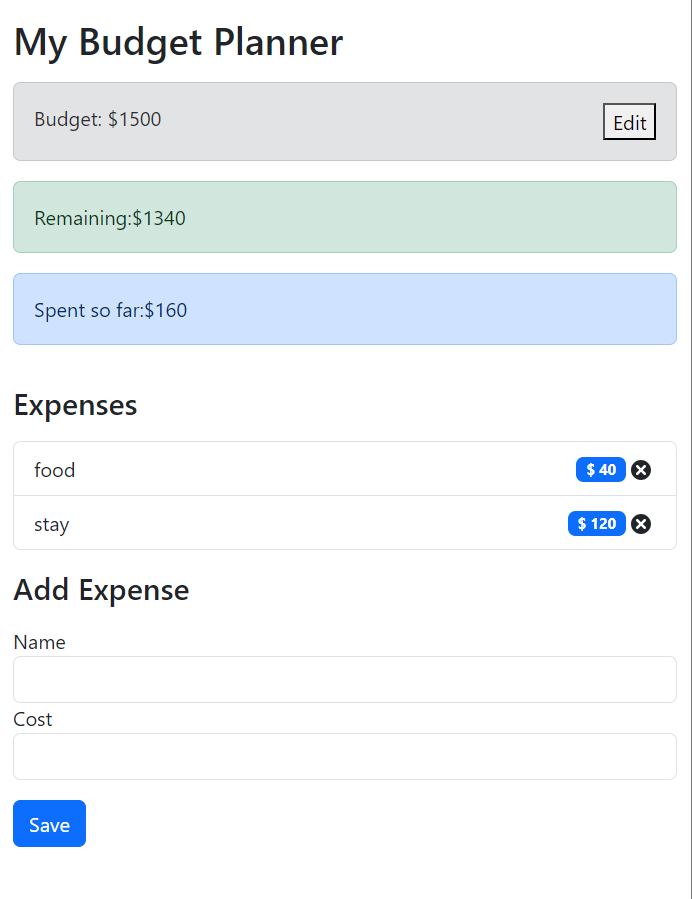 My Budget Planner
Budget: $1500 Edit
Remaining:$1340
Spent so far:$160
Expenses
food $ 40
stay $ 120
Add Expense
Name
Cost
Save